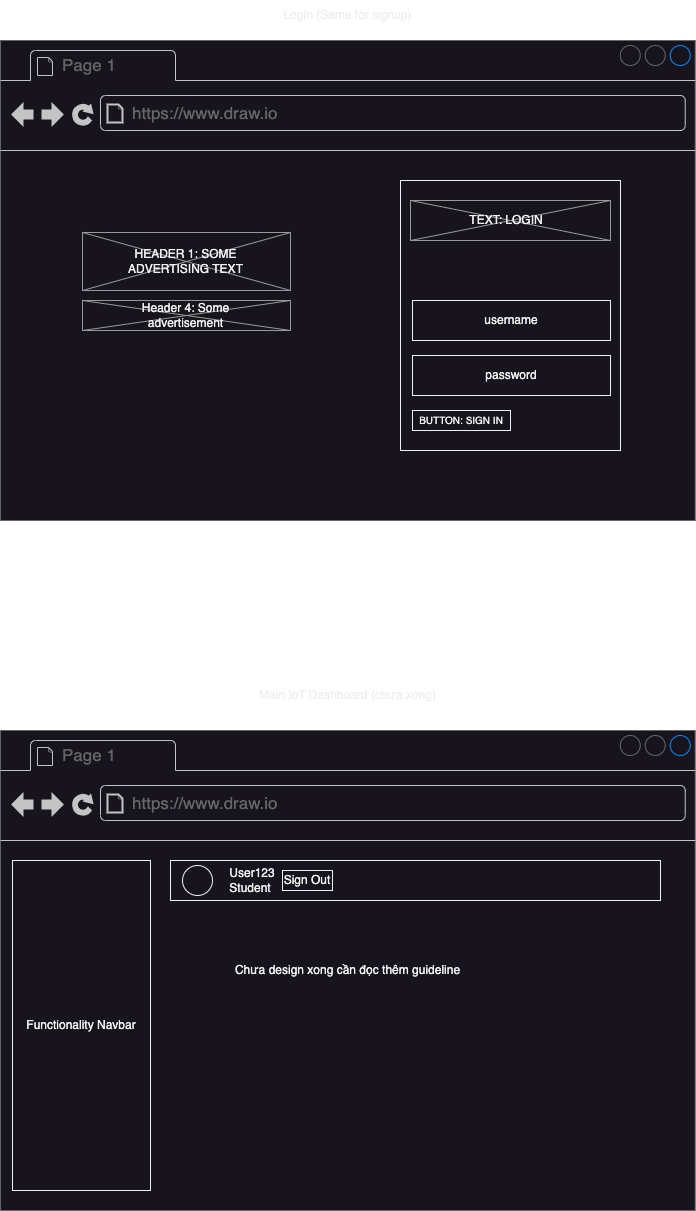 Login (Same for signup)
Page 1
https://www.draw.io
TEXT: LOGIN
HEADER 1: SOME
ADVERTISING TEXT
Header 4: Some
advertisement
username
password
BUTTON: SIGN IN
Main IoT Dashboard (chưa xong)
Page 1
https://www.draw.io
User123
Student
Sign Out
Chưa design xong cần đọc thêm guideline
Functionality Navbar